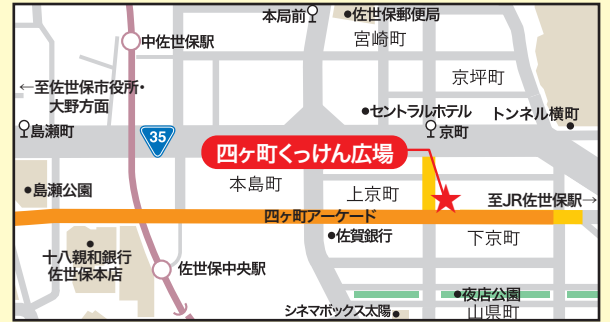 本局前
佐世保郵便局
宮崎町
中佐世保駅
京坪町
←至佐世保市役所・
大野方面
セントラルホテル
トンネル横町
島瀬町
35
京町
四ヶ町くっけん広場
島瀬公園
本島町
上京町
至JR佐世保駅→
四ヶ町アーケード
佐賀銀行
下京町
十八親和銀行
佐世保本店
佐世保中央駅
夜店公園
シネマボックス太陽
山県町